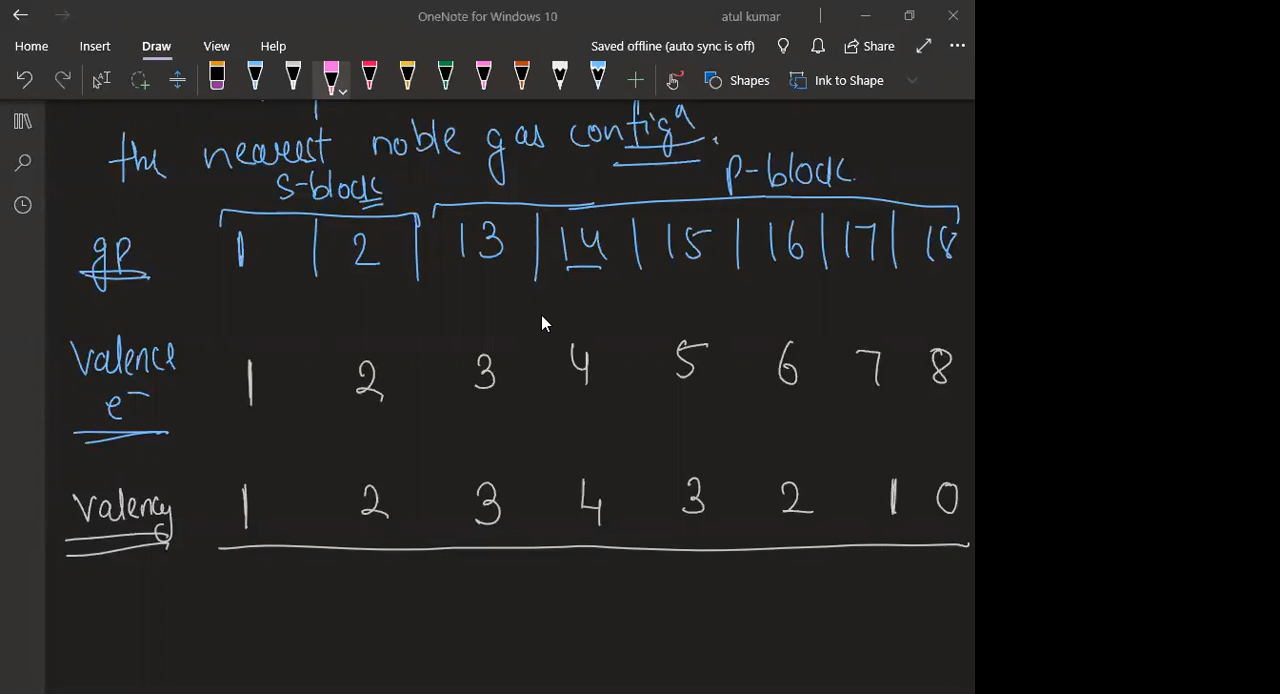 OneNote for Windows 10
atul kumar
Home Insert Draw View Help
Saved offline (auto sync is off)
Share
Shapes
Ink to Shape
the nearest noble gas configⁿ.
s-block
p-block
gp 1 2 13 14 15 16 17 18
Valence e⁻ 1 2 3 4 5 6 7 8
Valency 1 2 3 4 3 2 1 0